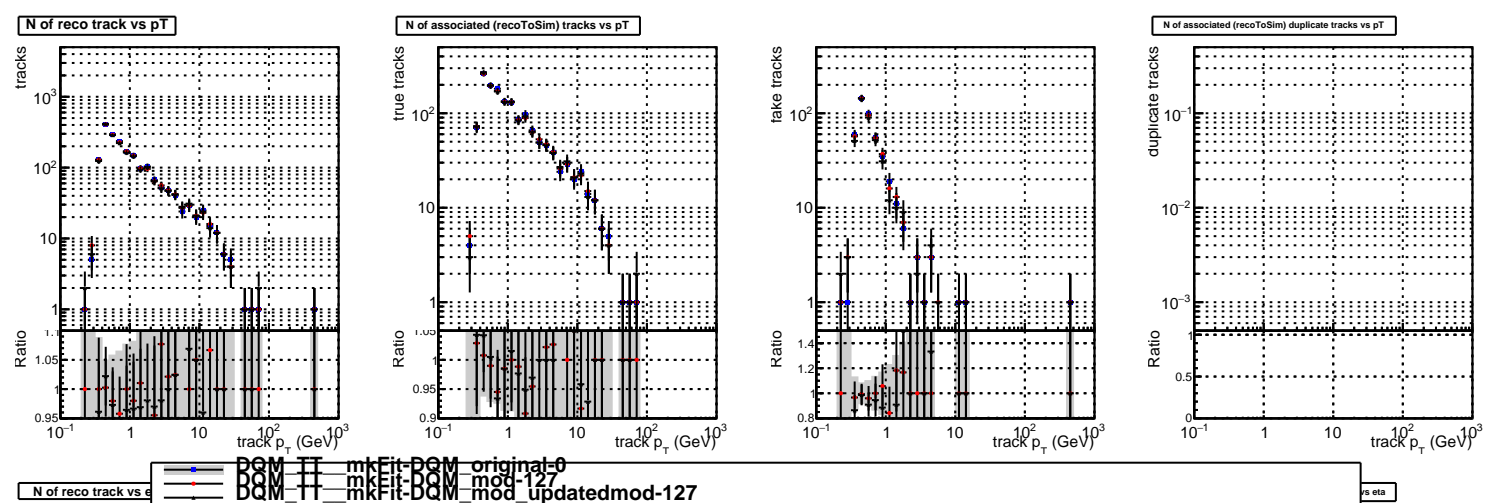 N of reco track vs pT
N of associated (recoToSim) tracks vs pT
N of associated (recoToSim) duplicate tracks vs pT
tracks
10³
10²
10
1
Ratio
1.1
1.05
1
0.95
10⁻¹ 1 10 10² 10³
track p_T (GeV)
true tracks
10²
10
1
Ratio
1.05
1
0.95
0.9
10⁻¹ 1 10 10² 10³
track p_T (GeV)
fake tracks
10²
10
1
Ratio
1.4
1.2
1
0.8
10⁻¹ 1 10 10² 10³
track p_T (GeV)
duplicate tracks
10⁻¹
10⁻²
10⁻³
Ratio
1
0.5
0
10⁻¹ 1 10 10² 10³
track p_T (GeV)
DQM_TT__mkFit-DQM_original-0
DQM_TT__mkFit-DQM_mod-127
DQM_TT__mkFit-DQM_mod_updatedmod-127
N of reco track vs e
vs eta